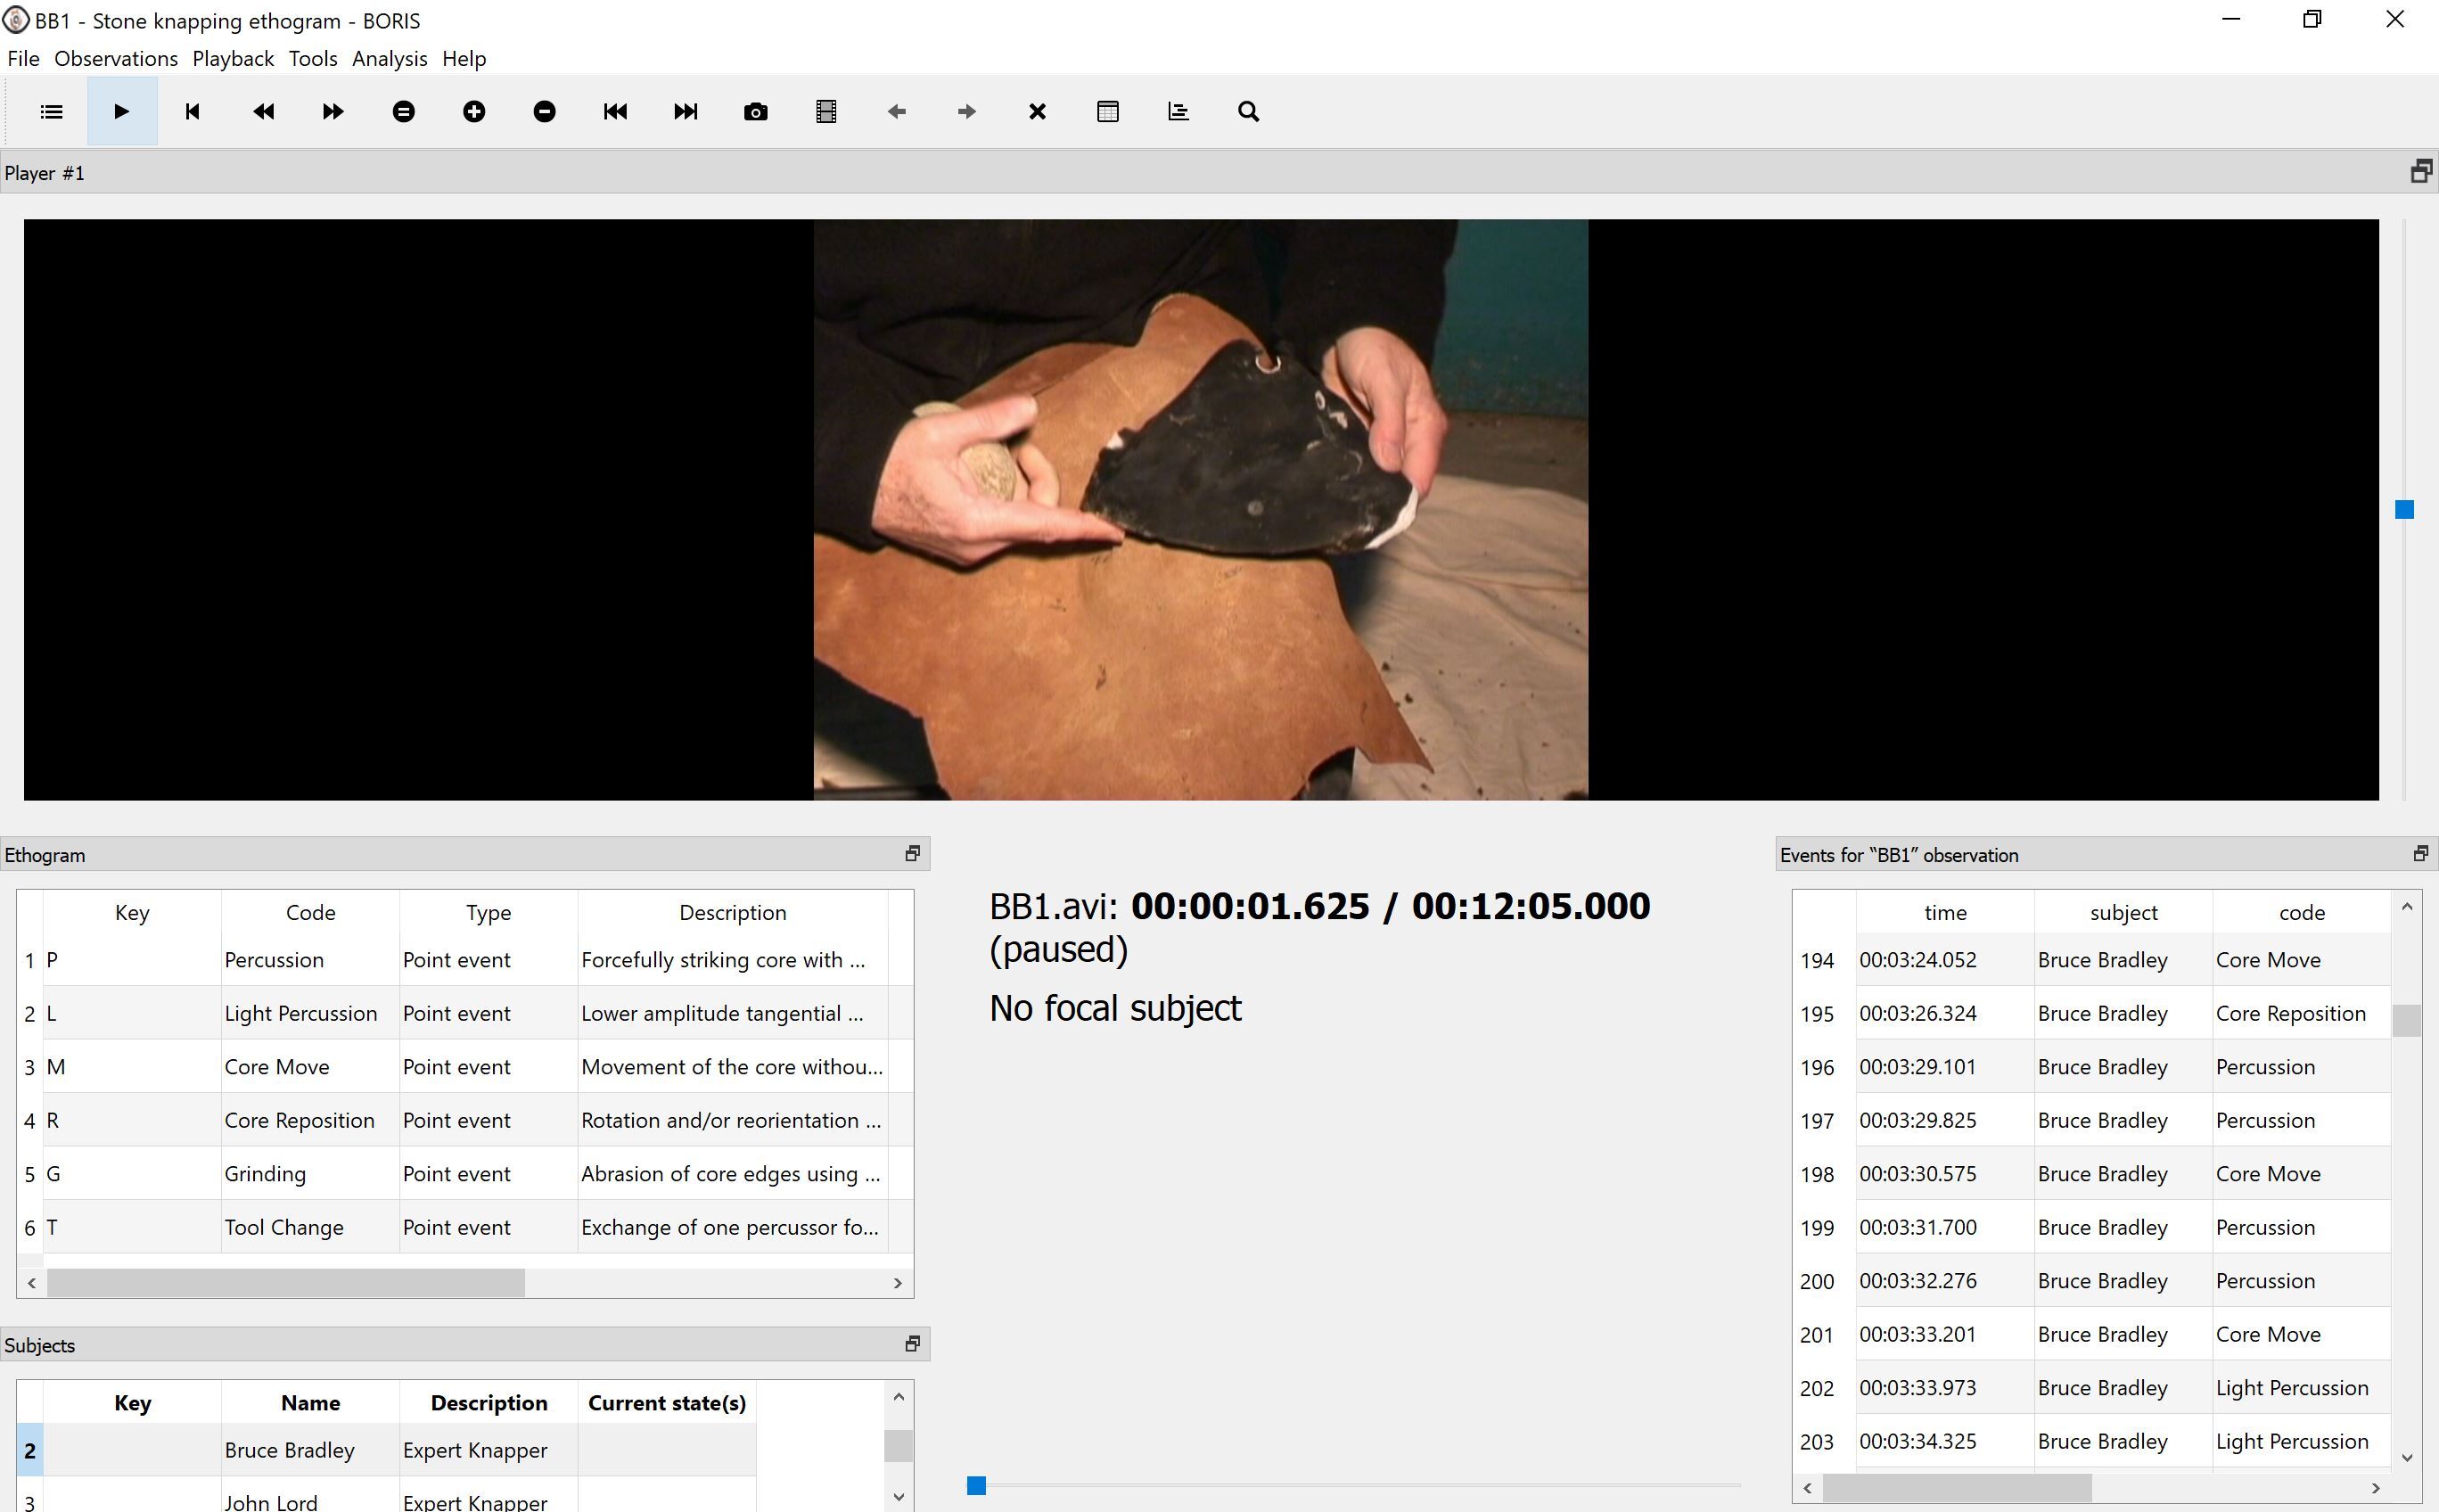 BB1 - Stone knapping ethogram - BORIS
File Observations Playback Tools Analysis Help
Player #1
Ethogram
Key Code Type Description
1 P Percussion Point event Forcefully striking core with ...
2 L Light Percussion Point event Lower amplitude tangential ...
3 M Core Move Point event Movement of the core withou...
4 R Core Reposition Point event Rotation and/or reorientation ...
5 G Grinding Point event Abrasion of core edges using ...
6 T Tool Change Point event Exchange of one percussor fo...
Subjects
Key Name Description Current state(s)
2 Bruce Bradley Expert Knapper
3 John Lord Expert Knapper
BB1.avi: 00:00:01.625 / 00:12:05.000
(paused)
No focal subject
Events for “BB1” observation
time subject code
194 00:03:24.052 Bruce Bradley Core Move
195 00:03:26.324 Bruce Bradley Core Reposition
196 00:03:29.101 Bruce Bradley Percussion
197 00:03:29.825 Bruce Bradley Percussion
198 00:03:30.575 Bruce Bradley Core Move
199 00:03:31.700 Bruce Bradley Percussion
200 00:03:32.276 Bruce Bradley Percussion
201 00:03:33.201 Bruce Bradley Core Move
202 00:03:33.973 Bruce Bradley Light Percussion
203 00:03:34.325 Bruce Bradley Light Percussion